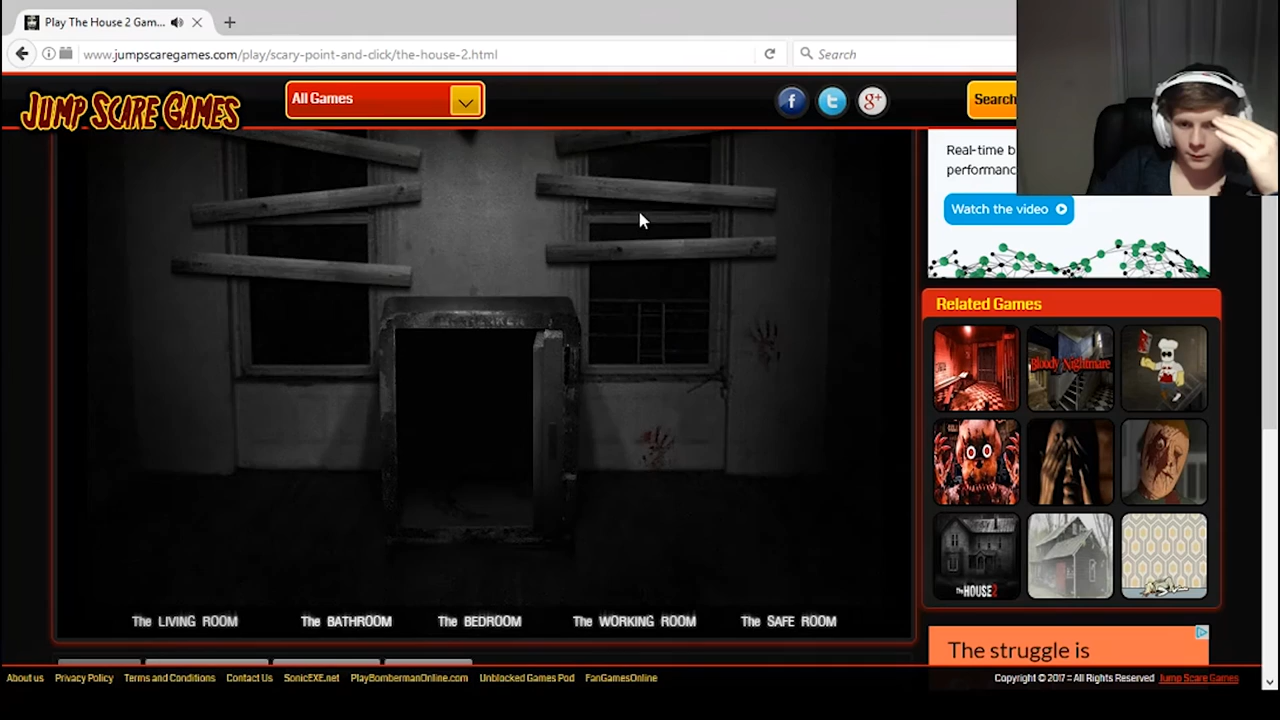 Play The House 2 Gam...
www.jumpscaregames.com/play/scary-point-and-click/the-house-2.html
Search
JUMP SCARE GAMES
All Games
f
t
g+
Search
Real-time b
performanc
Watch the video
Related Games
Bloody Nightmare
The HOUSE 2
The LIVING ROOM
The BATHROOM
The BEDROOM
The WORKING ROOM
The SAFE ROOM
The struggle is
About us
Privacy Policy
Terms and Conditions
Contact Us
SonicEXE.net
PlayBombermanOnline.com
Unblocked Games Pod
FanGamesOnline
Copyright © 2017 = All Rights Reserved Jump Scare Games